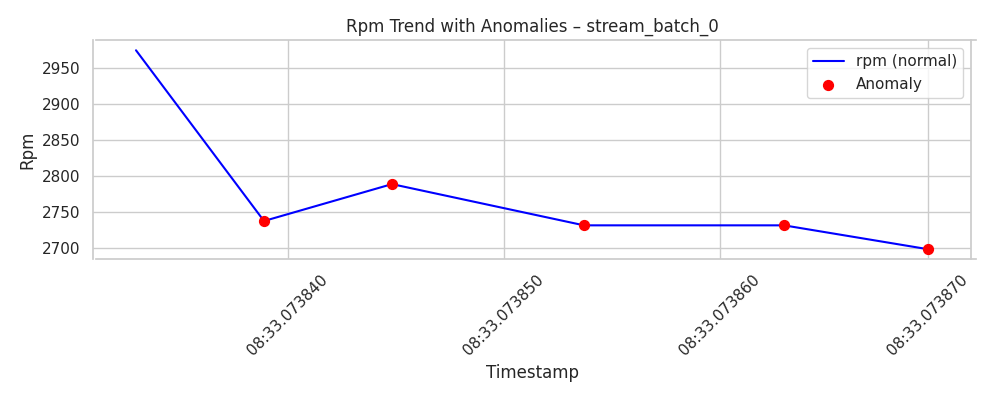 Rpm Trend with Anomalies – stream_batch_0
rpm (normal)
Anomaly
Rpm
2950
2900
2850
2800
2750
2700
08:33.073840
08:33.073850
08:33.073860
08:33.073870
Timestamp